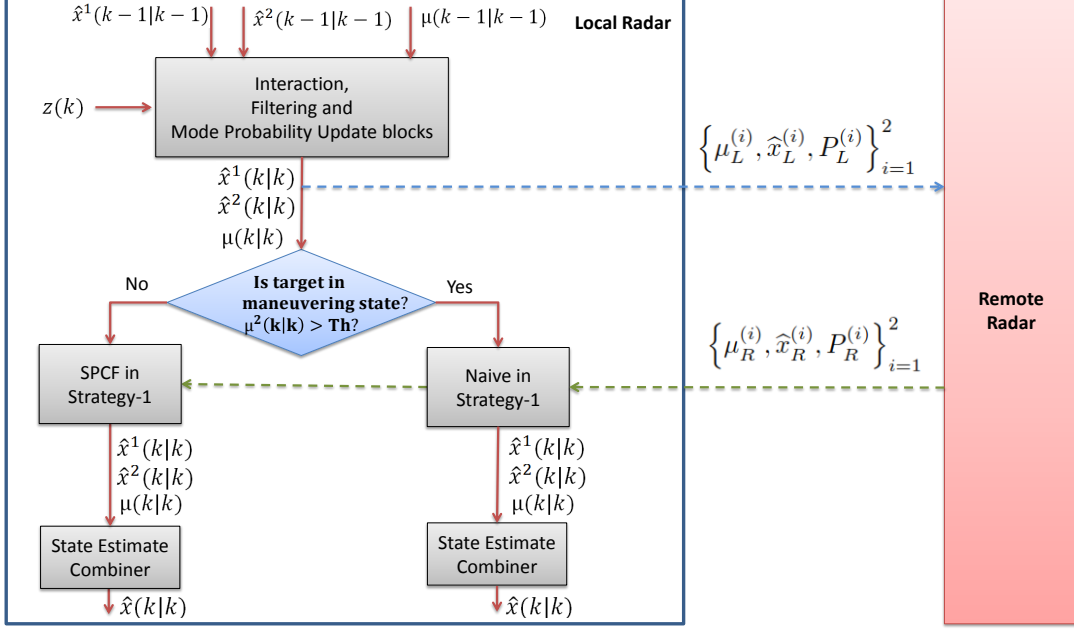 x̂¹(k−1|k−1) x̂²(k−1|k−1) μ(k−1|k−1)
Local Radar
z(k)
Interaction,
Filtering and
Mode Probability Update blocks
{μ_L^(i), x̂_L^(i), P_L^(i)}_{i=1}^2
x̂¹(k|k)
x̂²(k|k)
μ(k|k)
No
Is target in
maneuvering state?
μ²(k|k) > Th?
Yes
Remote
Radar
{μ_R^(i), x̂_R^(i), P_R^(i)}_{i=1}^2
SPCF in
Strategy-1
Naive in
Strategy-1
x̂¹(k|k)
x̂²(k|k)
μ(k|k)
x̂¹(k|k)
x̂²(k|k)
μ(k|k)
State Estimate
Combiner
State Estimate
Combiner
x̂(k|k)
x̂(k|k)